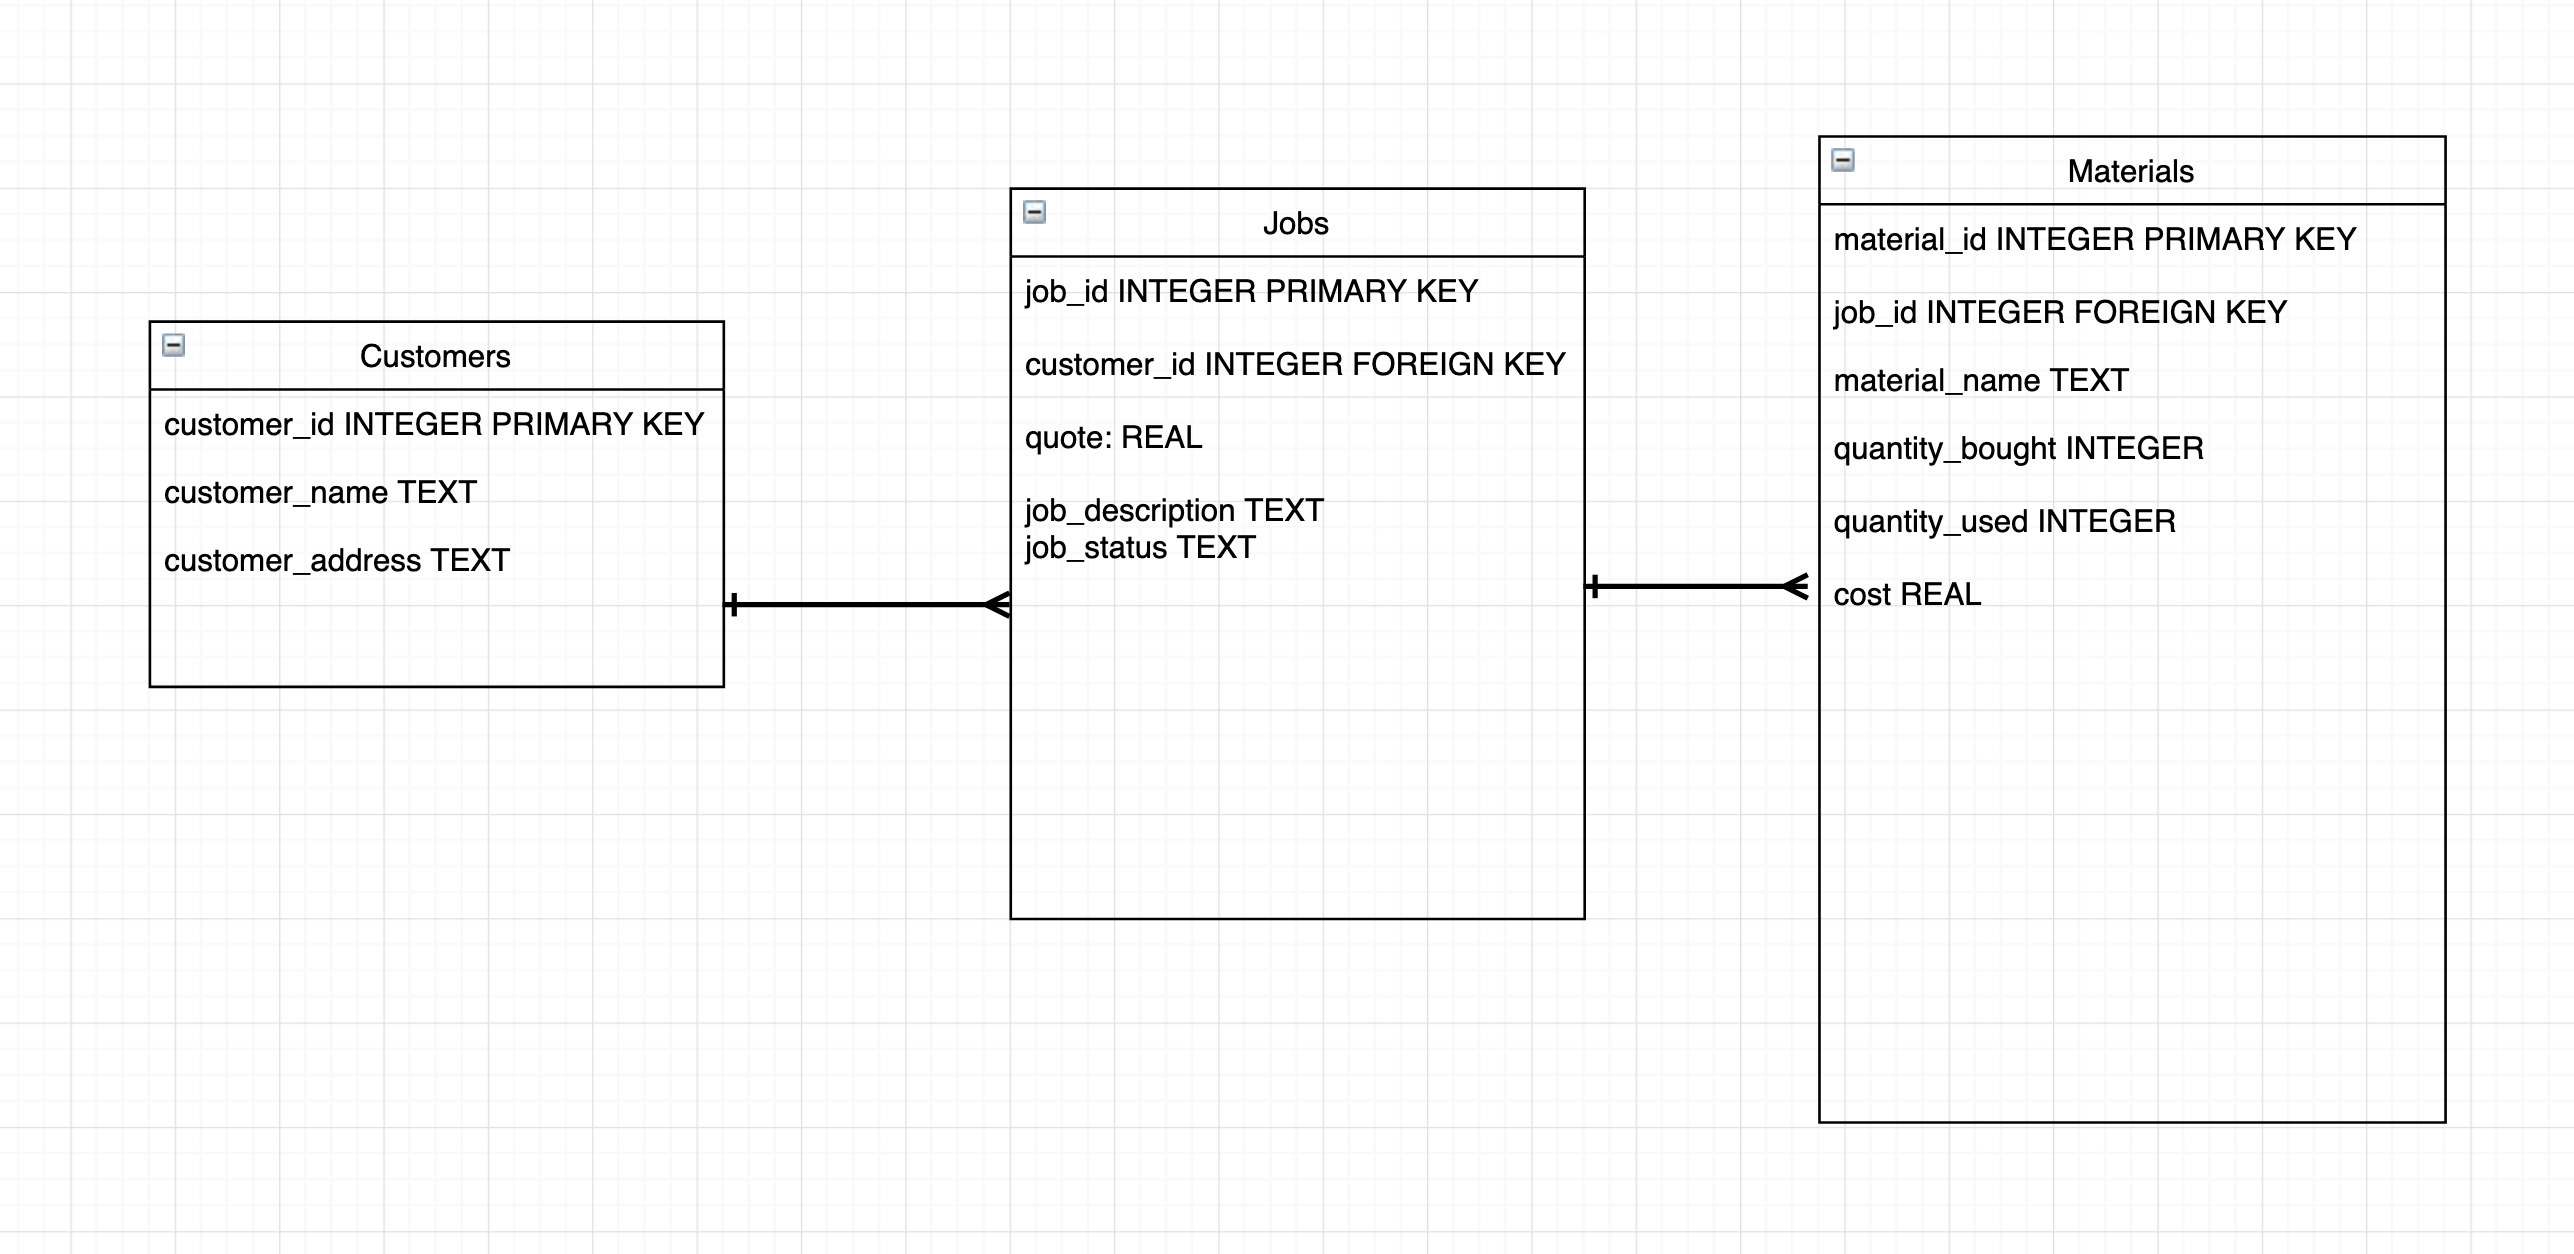 Customers
customer_id INTEGER PRIMARY KEY
customer_name TEXT
customer_address TEXT
Jobs
job_id INTEGER PRIMARY KEY
customer_id INTEGER FOREIGN KEY
quote: REAL
job_description TEXT
job_status TEXT
Materials
material_id INTEGER PRIMARY KEY
job_id INTEGER FOREIGN KEY
material_name TEXT
quantity_bought INTEGER
quantity_used INTEGER
cost REAL